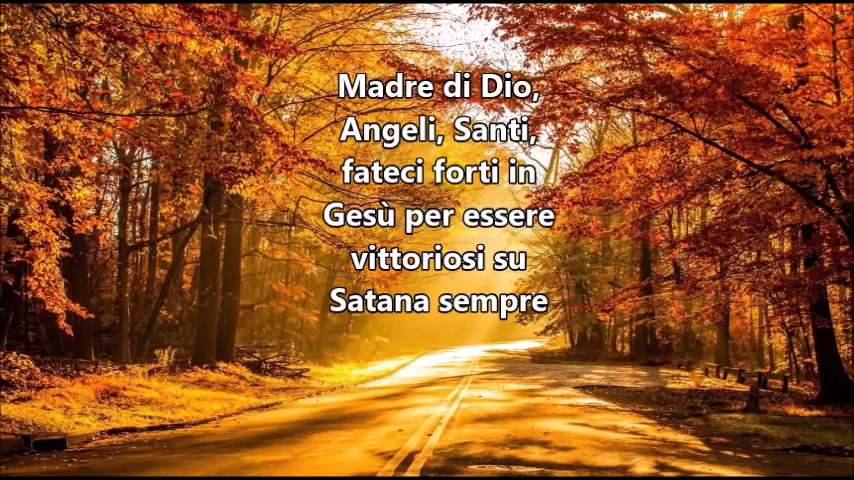 Madre di Dio,
Angeli, Santi,
fateci forti in
Gesù per essere
vittoriosi su
Satana sempre